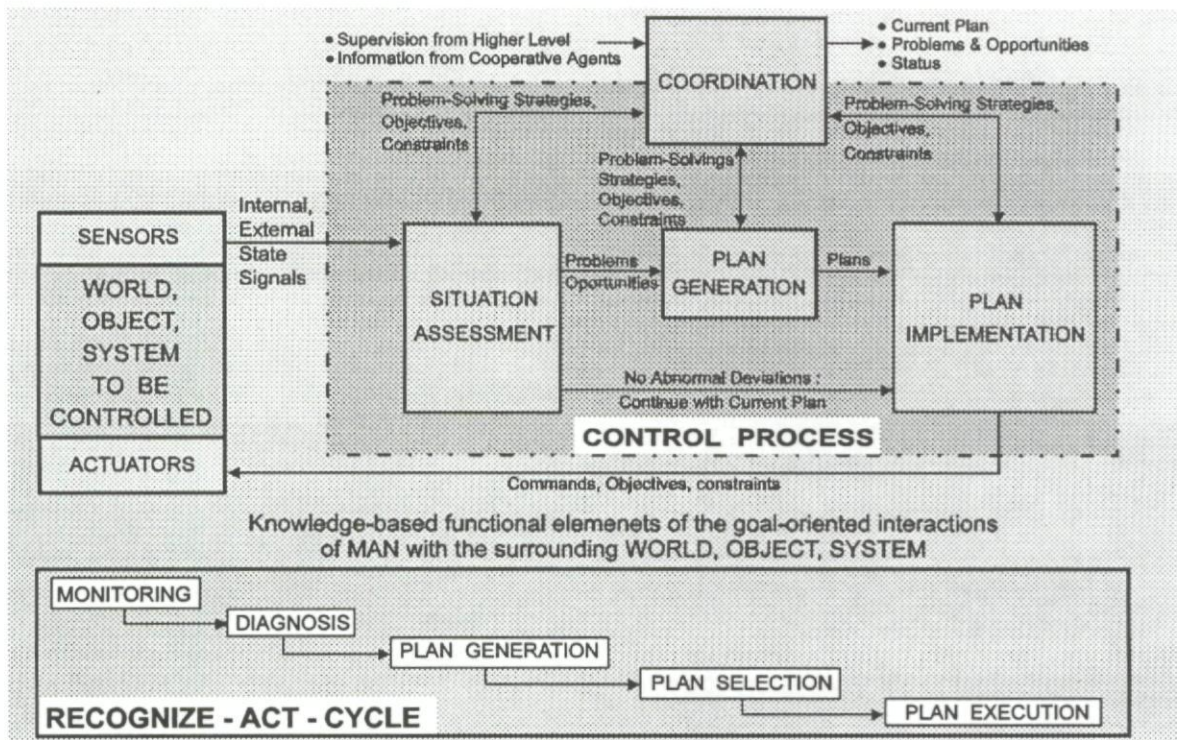 • Supervision from Higher Level
• Information from Cooperative Agents
COORDINATION
• Current Plan
• Problems & Opportunities
• Status
Problem-Solving Strategies,
Objectives,
Constraints
Problem-Solvings
Strategies,
Objectives,
Constraints
Problem-Solving Strategies,
Objectives,
Constraints
SENSORS
WORLD,
OBJECT,
SYSTEM
TO BE
CONTROLLED
ACTUATORS
Internal,
External
State
Signals
SITUATION
ASSESSMENT
Problems
Oportunities
PLAN
GENERATION
Plans
PLAN
IMPLEMENTATION
No Abnormal Deviations :
Continue with Current Plan
CONTROL PROCESS
Commands, Objectives, constraints
Knowledge-based functional elemenets of the goal-oriented interactions
of MAN with the surrounding WORLD, OBJECT, SYSTEM
MONITORING
DIAGNOSIS
PLAN GENERATION
PLAN SELECTION
PLAN EXECUTION
RECOGNIZE - ACT - CYCLE